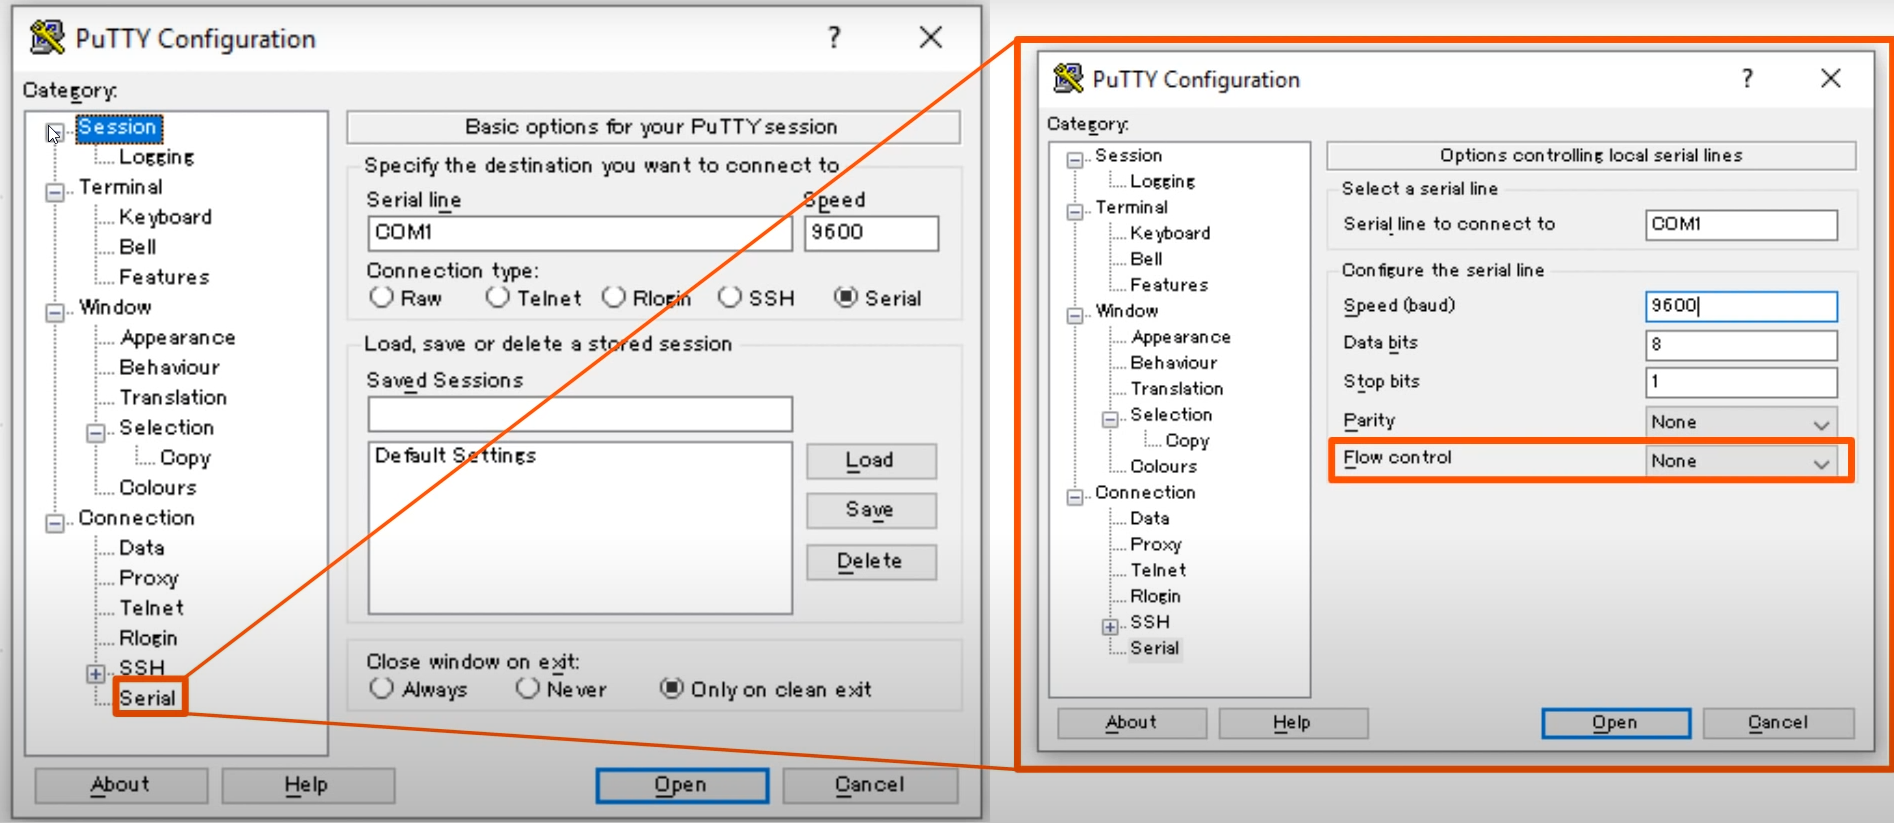 PuTTY Configuration
?
Category:
Session
Logging
Terminal
Keyboard
Bell
Features
Window
Appearance
Behaviour
Translation
Selection
Copy
Colours
Connection
Data
Proxy
Telnet
Rlogin
SSH
Serial
Basic options for your PuTTY session
Specify the destination you want to connect to
Serial line Speed
COM1 9600
Connection type:
Raw Telnet Rlogin SSH Serial
Load, save or delete a stored session
Saved Sessions
Default Settings
Load
Save
Delete
Close window on exit:
Always Never Only on clean exit
About Help Open Cancel
PuTTY Configuration
?
Category:
Session
Logging
Terminal
Keyboard
Bell
Features
Window
Appearance
Behaviour
Translation
Selection
Copy
Colours
Connection
Data
Proxy
Telnet
Rlogin
SSH
Serial
Options controlling local serial lines
Select a serial line
Serial line to connect to COM1
Configure the serial line
Speed (baud) 9600
Data bits 8
Stop bits 1
Parity None
Flow control None
About Help Open Cancel